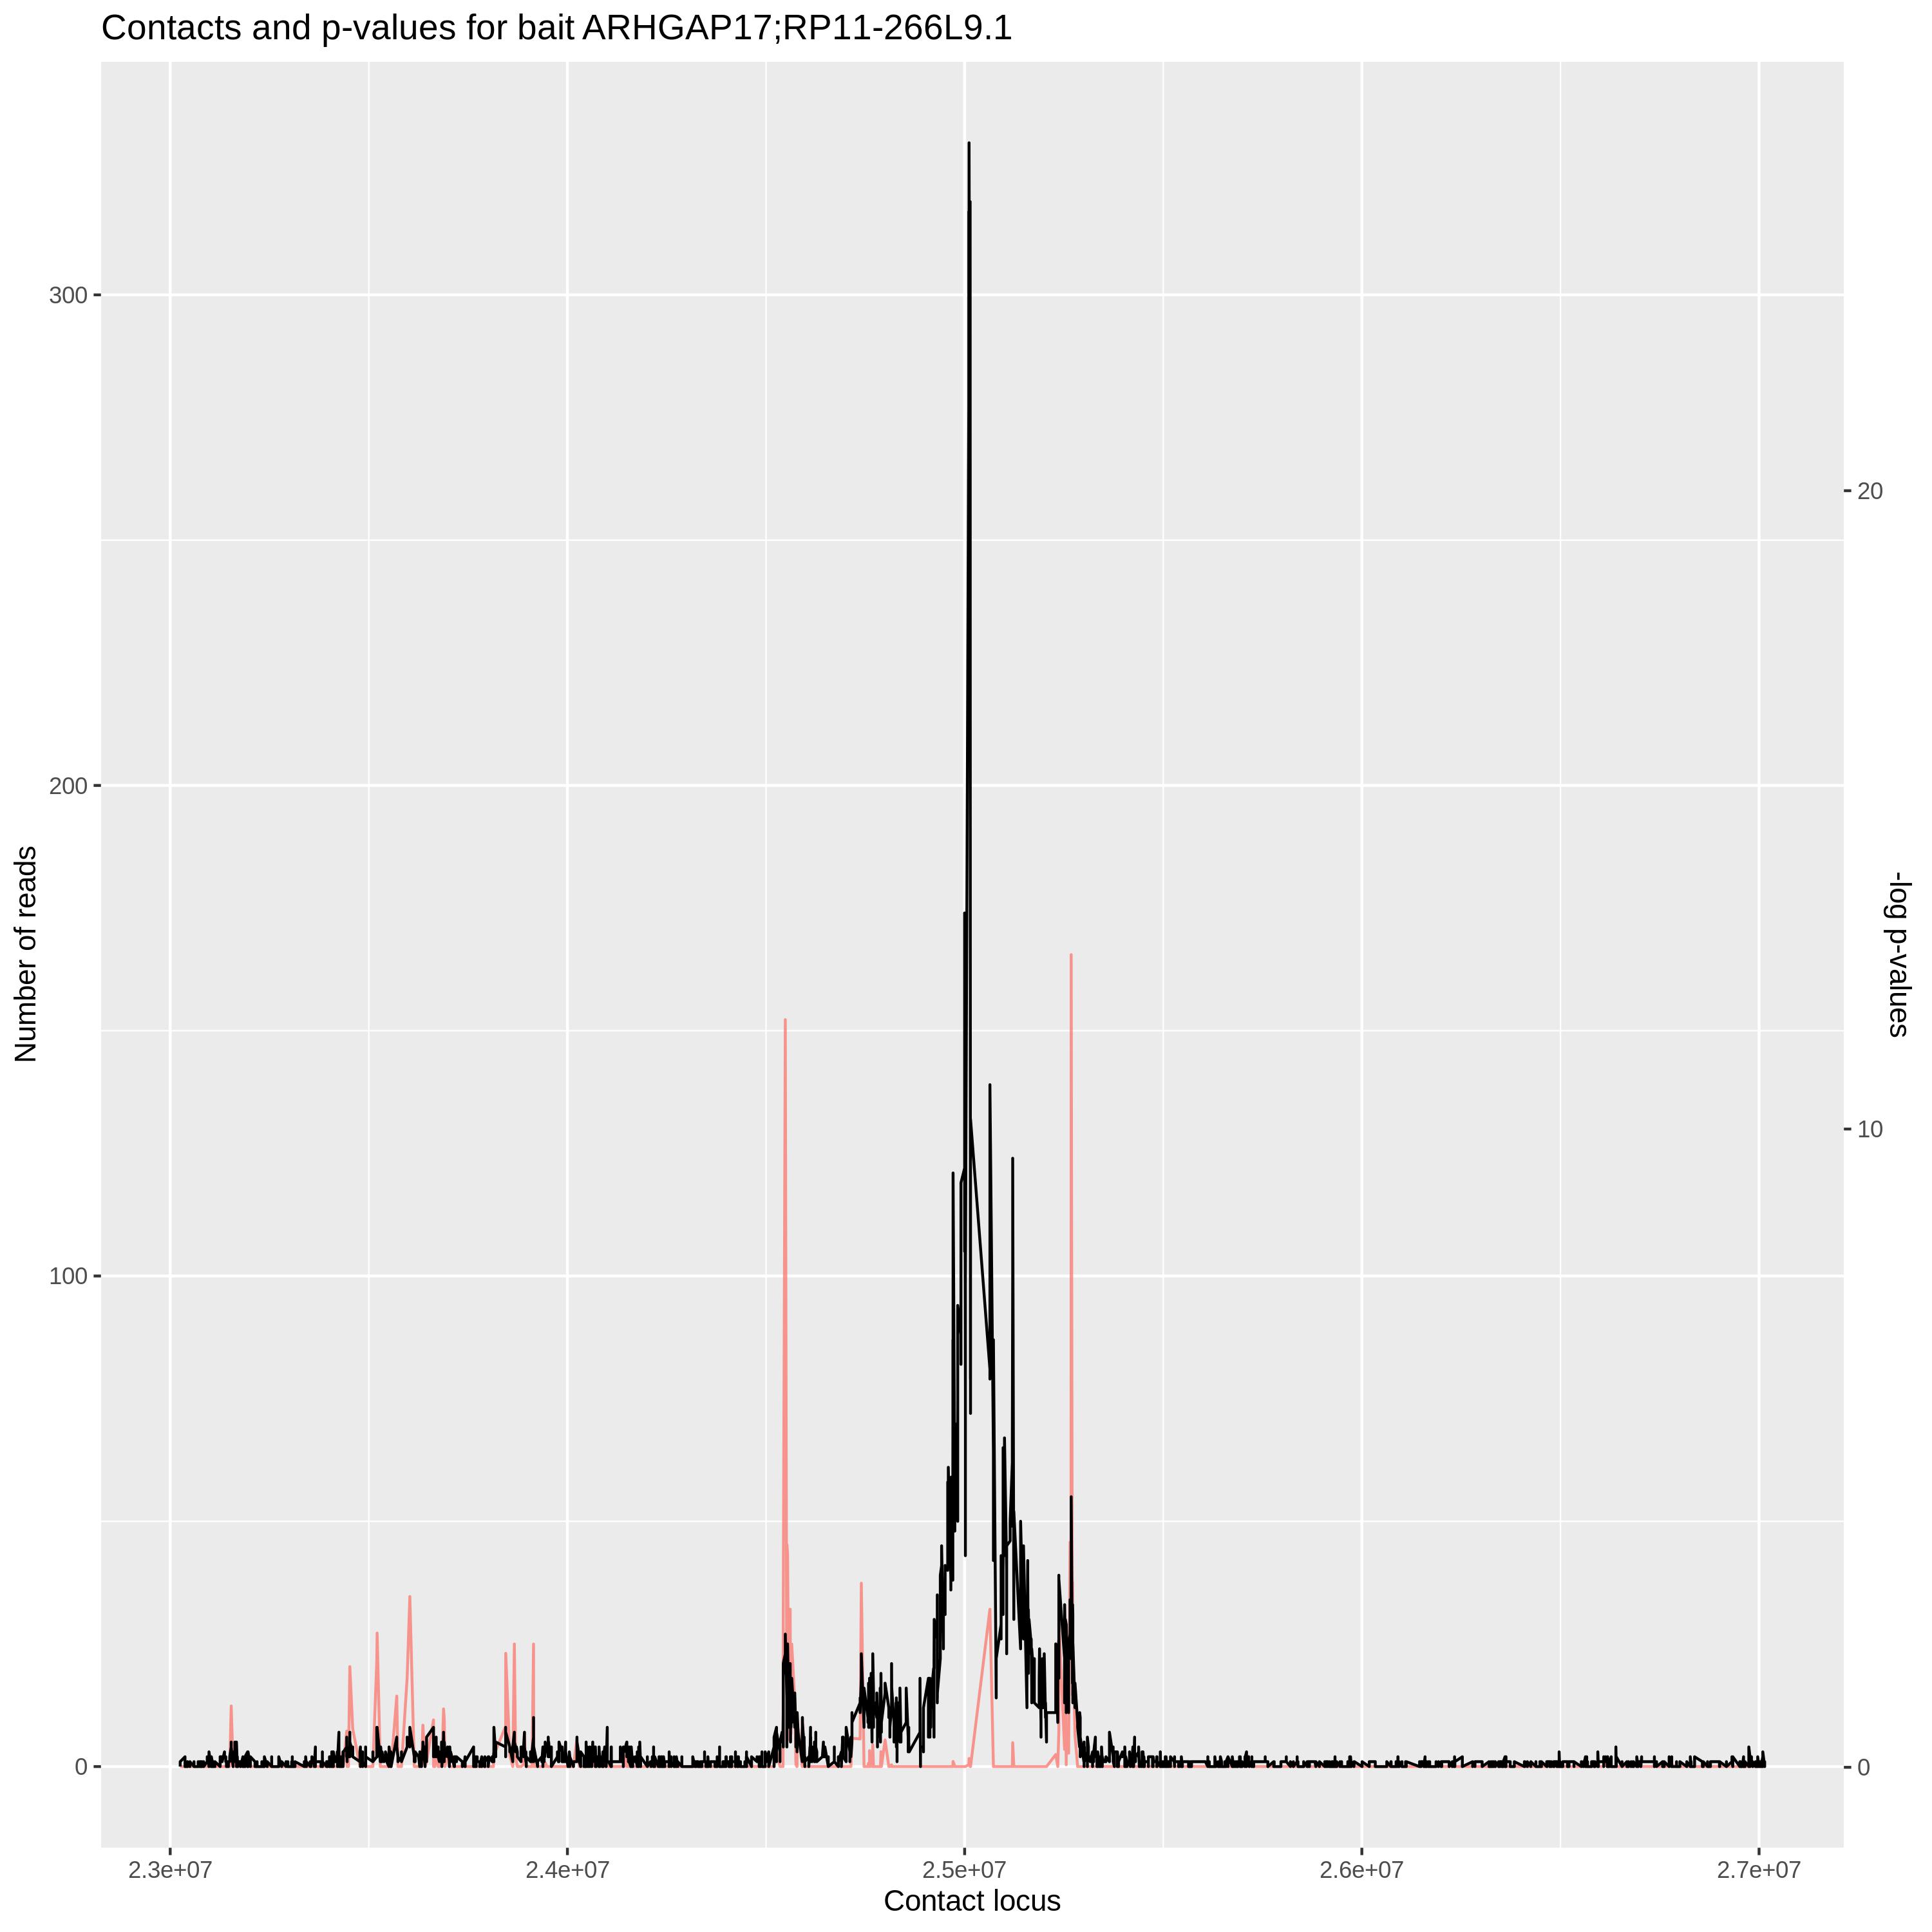 Contacts and p-values for bait ARHGAP17;RP11-266L9.1
300
200
100
0
Number of reads
20
10
0
-log p-values
2.3e+07
2.4e+07
2.5e+07
2.6e+07
2.7e+07
Contact locus